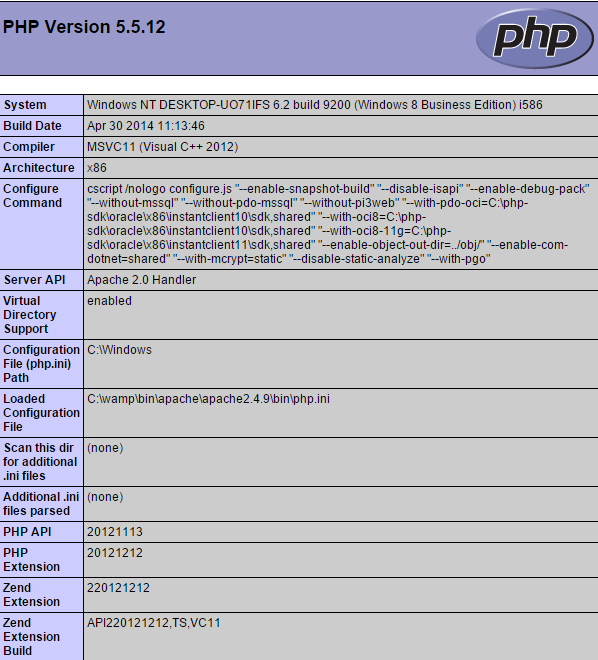 PHP Version 5.5.12
php
System Windows NT DESKTOP-UO71IFS 6.2 build 9200 (Windows 8 Business Edition) i586
Build Date Apr 30 2014 11:13:46
Compiler MSVC11 (Visual C++ 2012)
Architecture x86
Configure
Command
cscript /nologo configure.js "--enable-snapshot-build" "--disable-isapi" "--enable-debug-pack"
"--without-mssql" "--without-pdo-mssql" "--without-pi3web" "--with-pdo-oci=C:\php-
sdk\oracle\x86\instantclient10\sdk,shared" "--with-oci8=C:\php-
sdk\oracle\x86\instantclient10\sdk,shared" "--with-oci8-11g=C:\php-
sdk\oracle\x86\instantclient11\sdk,shared" "--enable-object-out-dir=../obj/" "--enable-com-
dotnet=shared" "--with-mcrypt=static" "--disable-static-analyze" "--with-pgo"
Server API Apache 2.0 Handler
Virtual
Directory
Support
enabled
Configuration
File (php.ini)
Path
C:\Windows
Loaded
Configuration
File
C:\wamp\bin\apache\apache2.4.9\bin\php.ini
Scan this dir
for additional
.ini files
(none)
Additional .ini
files parsed
(none)
PHP API 20121113
PHP
Extension
20121212
Zend
Extension
220121212
Zend
Extension
Build
API220121212,TS,VC11